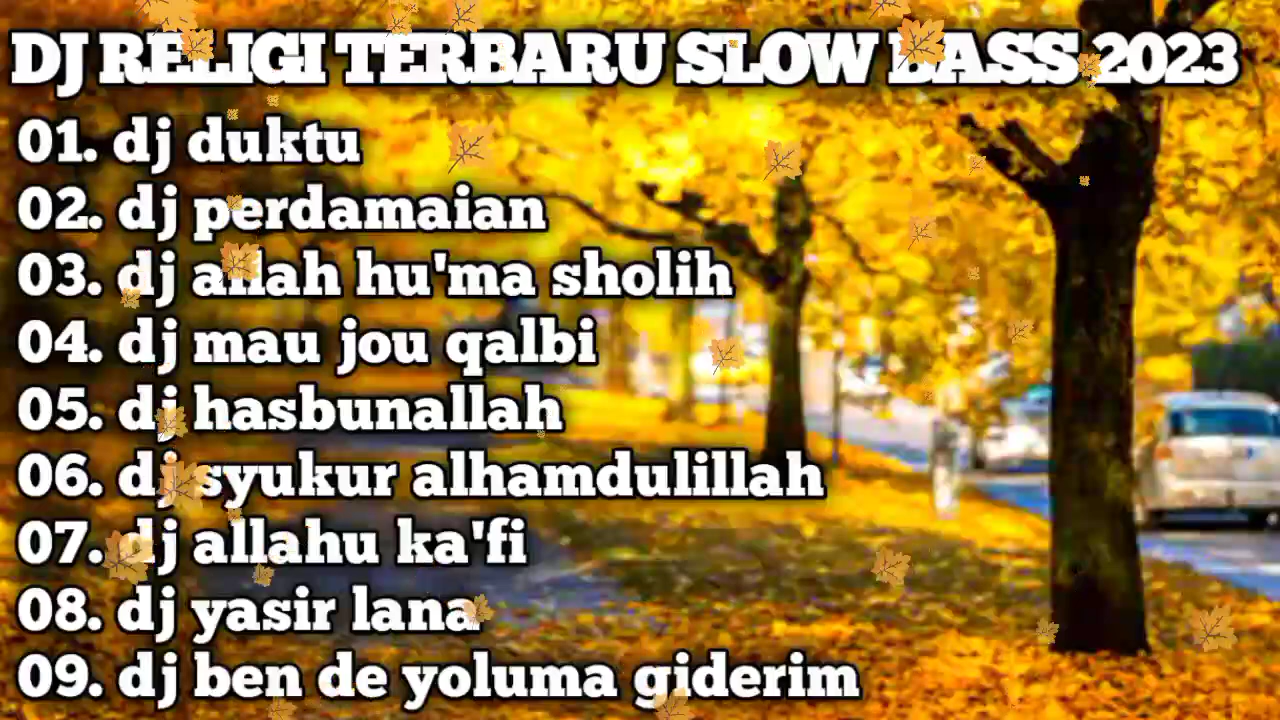 DJ RELIGI TERBARU SLOW BASS 2023
01. dj duktu
02. dj perdamaian
03. dj allah hu'ma sholih
04. dj mau jou qalbi
05. dj hasbunallah
06. dj syukur alhamdulillah
07. dj allahu ka'fi
08. dj yasir lana
09. dj ben de yoluma giderim